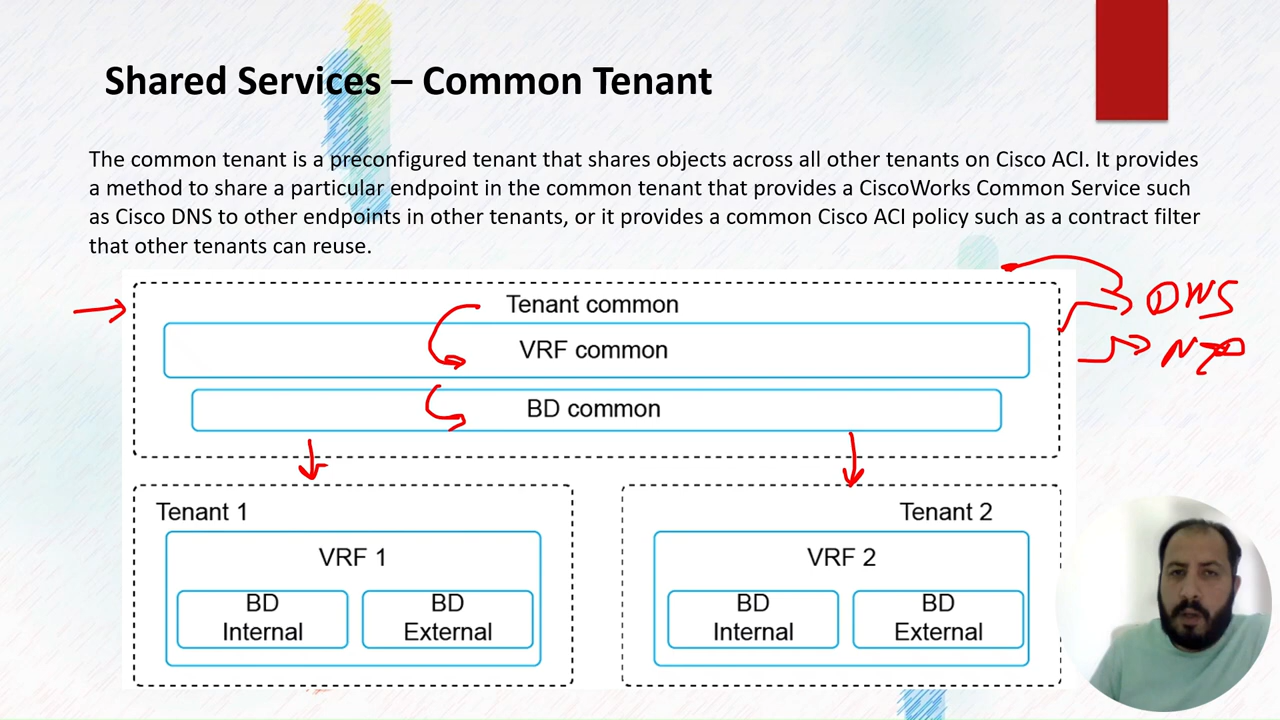 Shared Services – Common Tenant
The common tenant is a preconfigured tenant that shares objects across all other tenants on Cisco ACI. It provides
a method to share a particular endpoint in the common tenant that provides a CiscoWorks Common Service such
as Cisco DNS to other endpoints in other tenants, or it provides a common Cisco ACI policy such as a contract filter
that other tenants can reuse.
Tenant common
DNS
VRF common
BD common
Tenant 1
Tenant 2
VRF 1
VRF 2
BD
Internal
BD
External
BD
Internal
BD
External